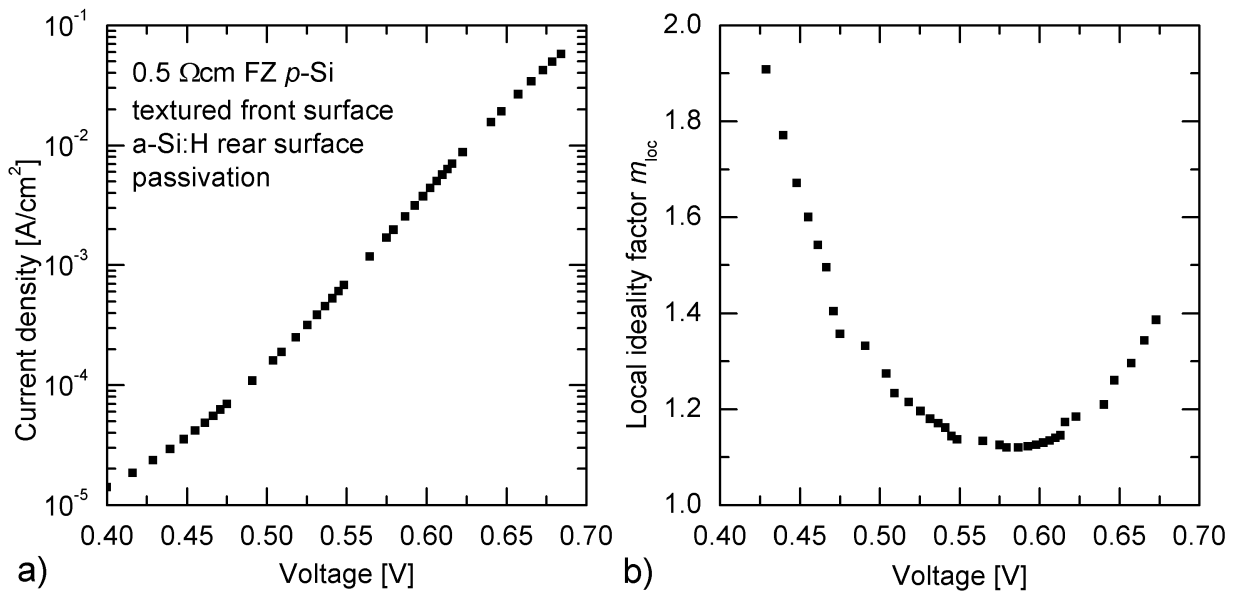 10⁻¹
10⁻²
10⁻³
10⁻⁴
10⁻⁵
Current density [A/cm²]
0.5 Ωcm FZ p-Si
textured front surface
a-Si:H rear surface
passivation
0.40 0.45 0.50 0.55 0.60 0.65 0.70
Voltage [V]
a)
2.0
1.8
1.6
1.4
1.2
1.0
Local ideality factor mloc
0.40 0.45 0.50 0.55 0.60 0.65 0.70
Voltage [V]
b)